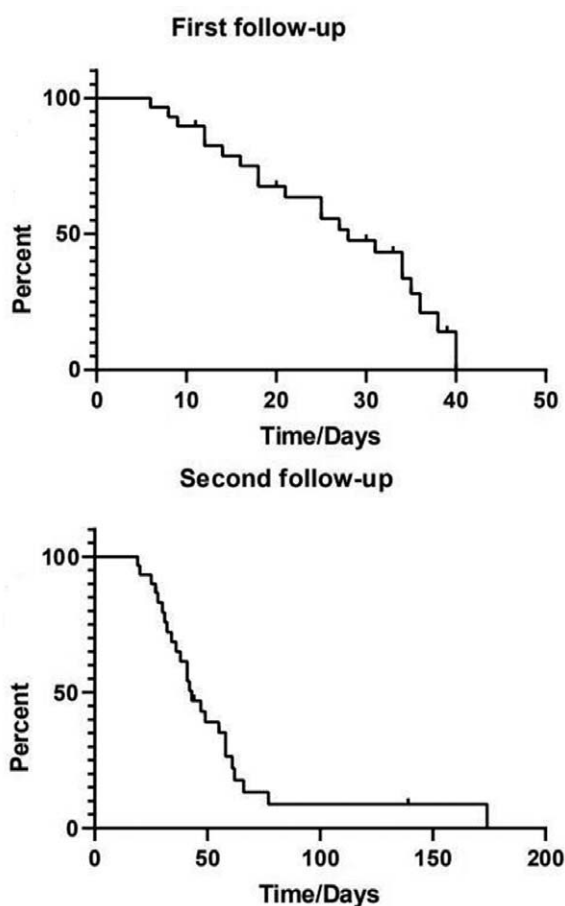 First follow-up
100
50
0
Percent
0 10 20 30 40 50
Time/Days
Second follow-up
100
50
0
Percent
0 50 100 150 200
Time/Days